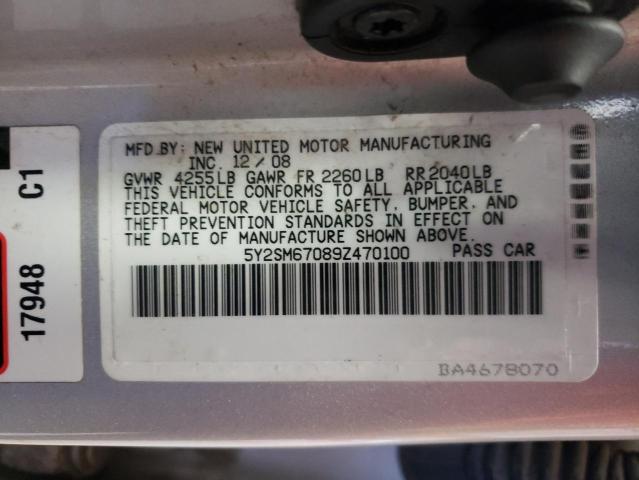 MFD BY: NEW UNITED MOTOR MANUFACTURING
INC. 12/08
GVWR 4255LB GAWR FR 2260LB RR 2040LB
THIS VEHICLE CONFORMS TO ALL APPLICABLE
FEDERAL MOTOR VEHICLE SAFETY, BUMPER, AND
THEFT PREVENTION STANDARDS IN EFFECT ON
THE DATE OF MANUFACTURE SHOWN ABOVE.
5Y2SM67089Z470100 PASS CAR
BA4678070
17948 C1